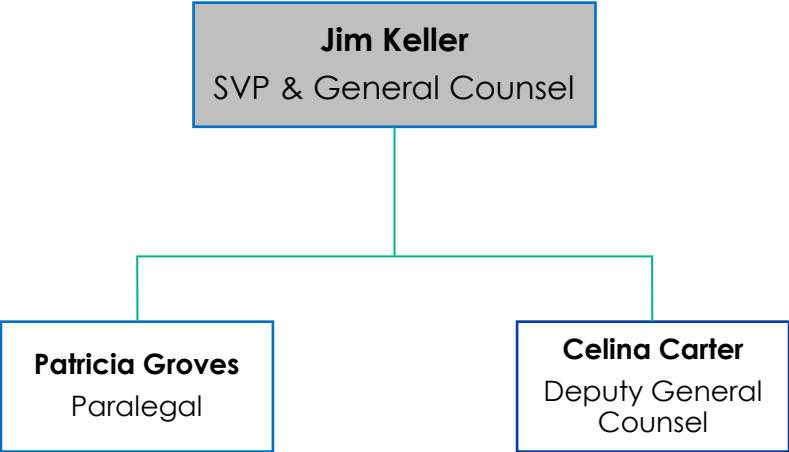 Jim Keller
SVP & General Counsel
Patricia Groves
Paralegal
Celina Carter
Deputy General
Counsel